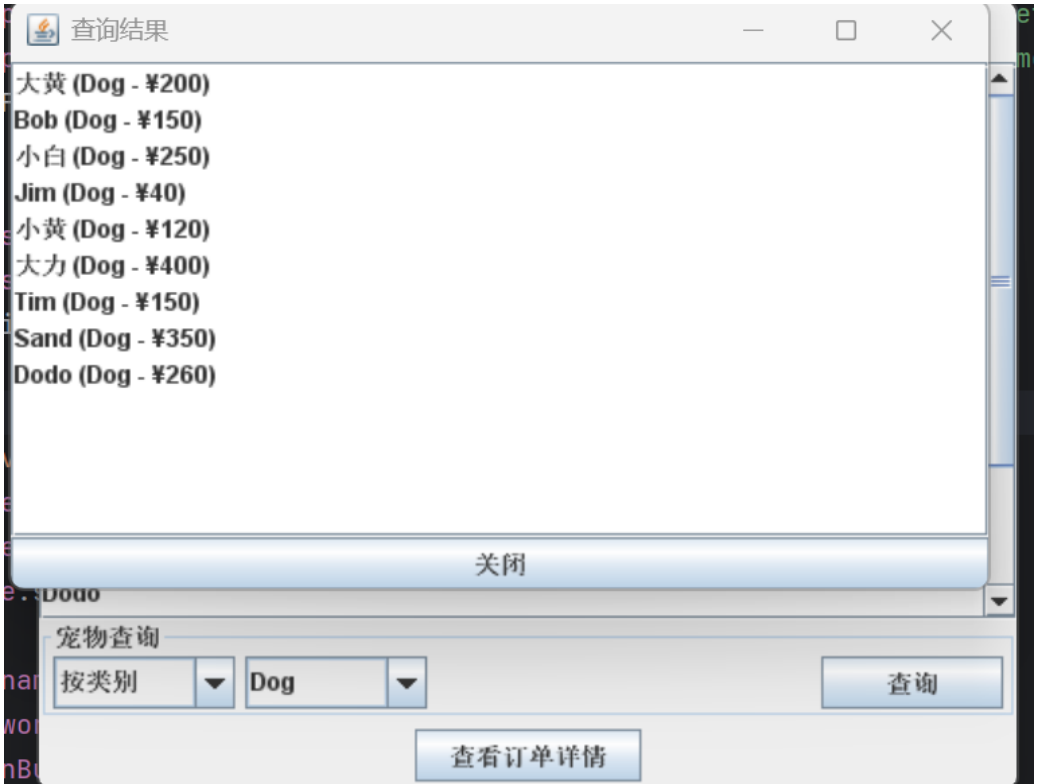 查询结果
大黄 (Dog - ¥200)
Bob (Dog - ¥150)
小白 (Dog - ¥250)
Jim (Dog - ¥40)
小黄 (Dog - ¥120)
大力 (Dog - ¥400)
Tim (Dog - ¥150)
Sand (Dog - ¥350)
Dodo (Dog - ¥260)
关闭
Dodo
宠物查询
按类别 Dog 查询
查看订单详情